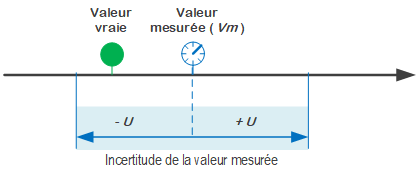 Valeur
vraie
Valeur
mesurée ( Vm )
- U
+ U
Incertitude de la valeur mesurée